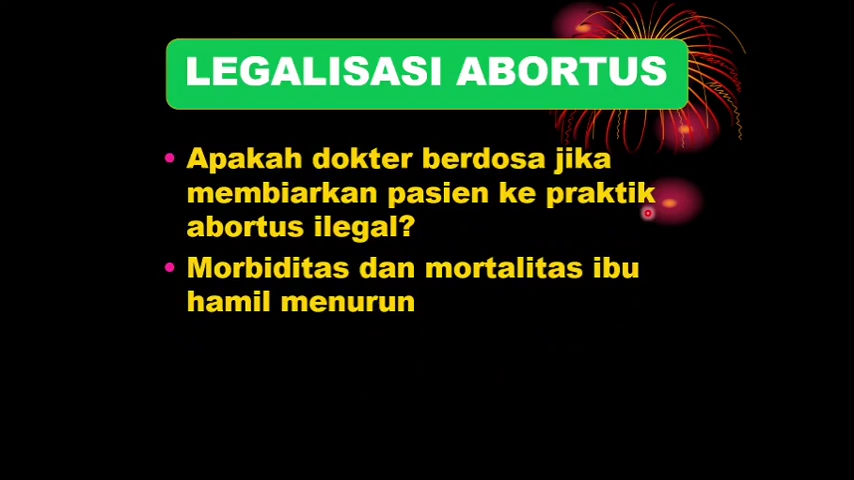 LEGALISASI ABORTUS
• Apakah dokter berdosa jika
membiarkan pasien ke praktik
abortus ilegal?
• Morbiditas dan mortalitas ibu
hamil menurun